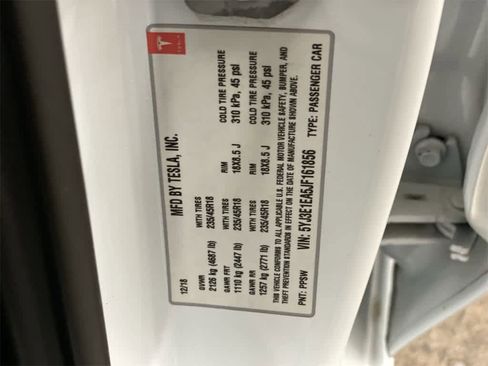 TESLA
MFD BY TESLA, INC.
12/18
GVWR
2126 kg (4687 lb)
GAWR FRT WITH TIRES RIM COLD TIRE PRESSURE
1110 kg (2447 lb) 235/45R18 18X8.5 J 310 kPa, 45 psi
GAWR RR WITH TIRES RIM COLD TIRE PRESSURE
1257 kg (2771 lb) 235/45R18 18X8.5 J 310 kPa, 45 psi
THIS VEHICLE CONFORMS TO ALL APPLICABLE U.S. FEDERAL MOTOR VEHICLE SAFETY, BUMPER, AND
THEFT PREVENTION STANDARDS IN EFFECT ON THE DATE OF MANUFACTURE SHOWN ABOVE.
VIN: 5YJ3E1EA5JF161856 TYPE: PASSENGER CAR
PNT: PPSW